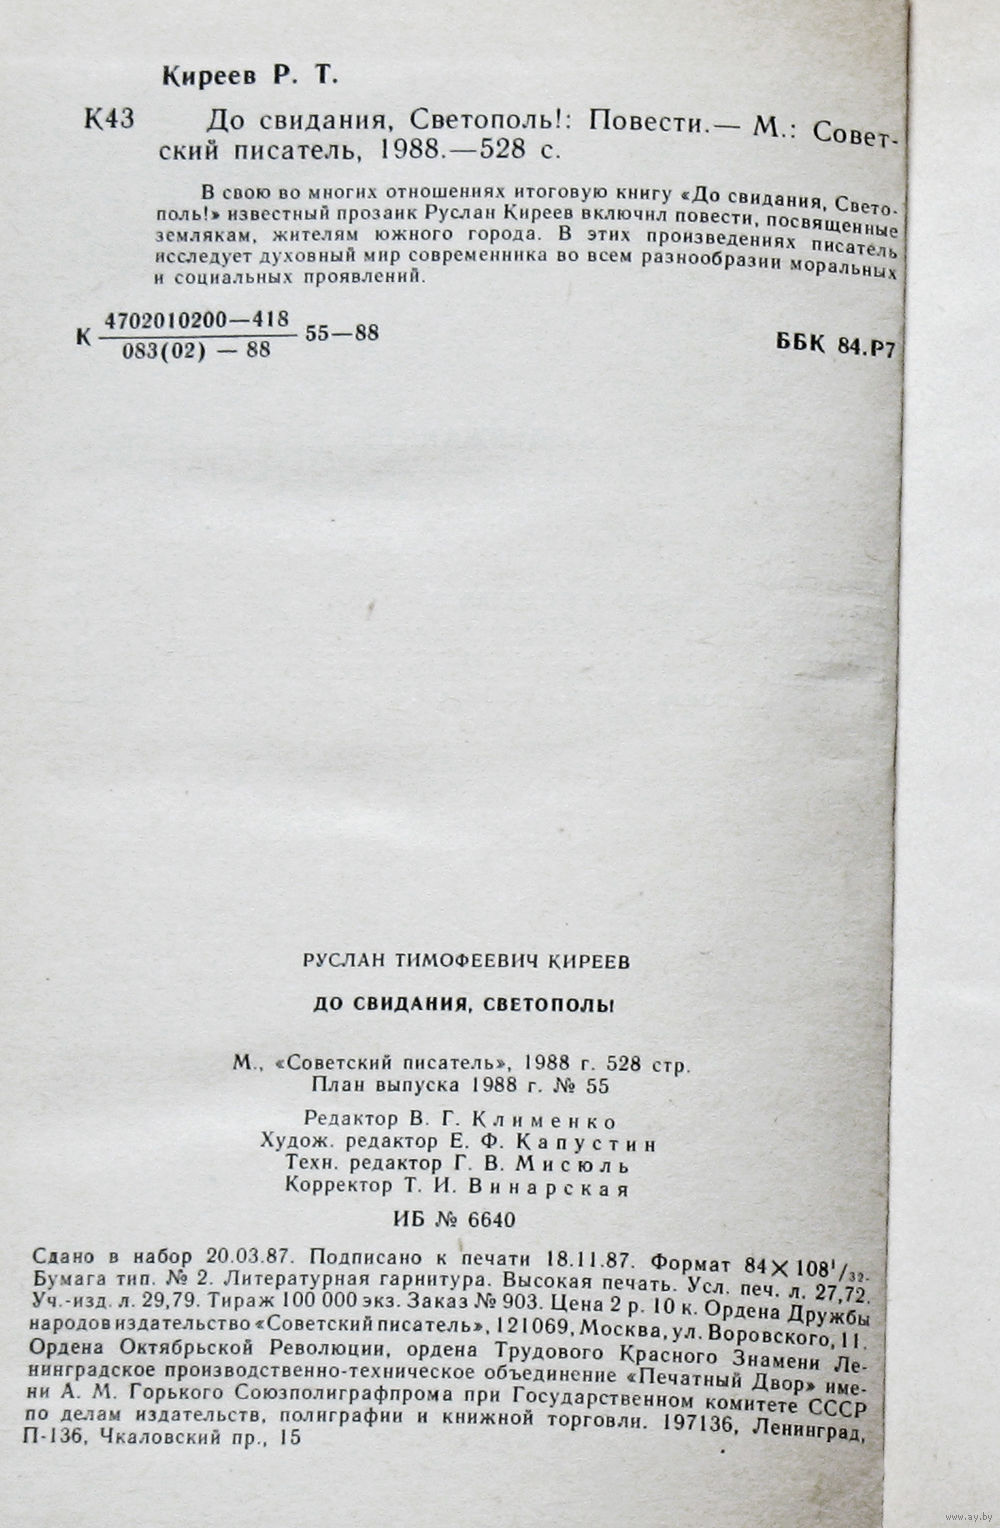 Киреев Р. Т.
К43 До свидания, Светополь!: Повести.— М.: Совет-
ский писатель, 1988.—528 с.
В свою во многих отношениях итоговую книгу «До свидания, Свето-
поль!» известный прозаик Руслан Киреев включил повести, посвященные
землякам, жителям южного города. В этих произведениях писатель
исследует духовный мир современника во всем разнообразии моральных
и социальных проявлений.
К 4702010200—418 55—88
083(02) — 88
ББК 84.Р7
РУСЛАН ТИМОФЕЕВИЧ КИРЕЕВ
ДО СВИДАНИЯ, СВЕТОПОЛЬ!
М., «Советский писатель», 1988 г. 528 стр.
План выпуска 1988 г. № 55
Редактор В. Г. Клименко
Худож. редактор Е. Ф. Капустин
Техн. редактор Г. В. Мисюль
Корректор Т. И. Винарская
ИБ № 6640
Сдано в набор 20.03.87. Подписано к печати 18.11.87. Формат 84×108¹/₃₂.
Бумага тип. № 2. Литературная гарнитура. Высокая печать. Усл. печ. л. 27,72.
Уч.-изд. л. 29,79. Тираж 100 000 экз. Заказ № 903. Цена 2 р. 10 к. Ордена Дружбы
народов издательство «Советский писатель», 121069, Москва, ул. Воровского, 11.
Ордена Октябрьской Революции, ордена Трудового Красного Знамени Ле-
нинградское производственно-техническое объединение «Печатный Двор» име-
ни А. М. Горького Союзполиграфпрома при Государственном комитете СССР
по делам издательств, полиграфии и книжной торговли. 197136, Ленинград,
П-136, Чкаловский пр., 15
www.ay.by